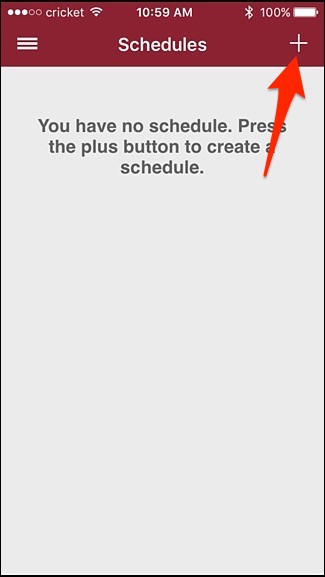 cricket 10:59 AM 100%
Schedules
You have no schedule. Press
the plus button to create a
schedule.